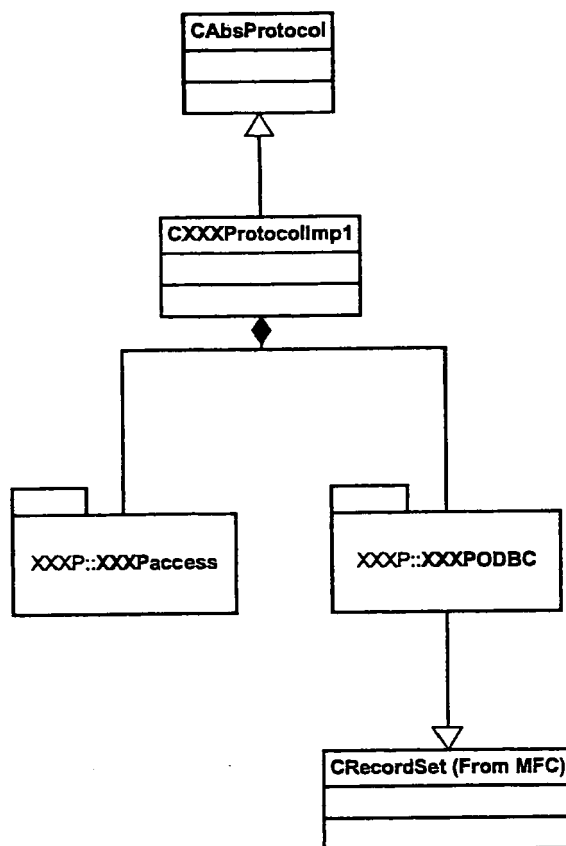 CAbsProtocol
CXXXProtocolImp1
XXXP::XXXPaccess
XXXP::XXXPODBC
CRecordSet (From MFC)